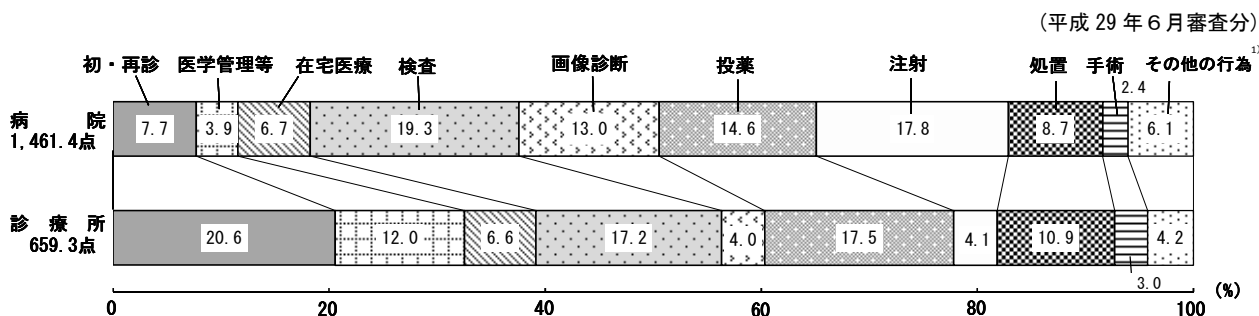 (平成 29 年６月審査分)
初・再診 医学管理等 在宅医療 検査 画像診断 投薬 注射 処置 手術 その他の行為 1)
病　院
1,461.4点
7.7 3.9 6.7 19.3 13.0 14.6 17.8 8.7 2.4 6.1
診　療　所
659.3点
20.6 12.0 6.6 17.2 4.0 17.5 4.1 10.9 3.0 4.2
0 20 40 60 80 100 (%)